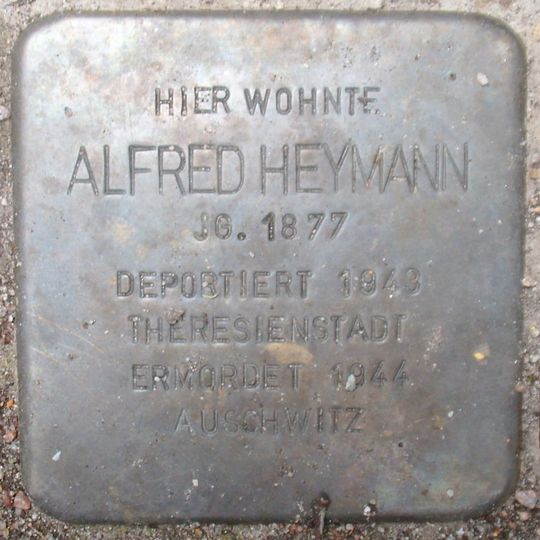 HIER WOHNTE
ALFRED HEYMANN
JG. 1877
DEPORTIERT 1943
THERESIENSTADT
ERMORDET 1944
AUSCHWITZ